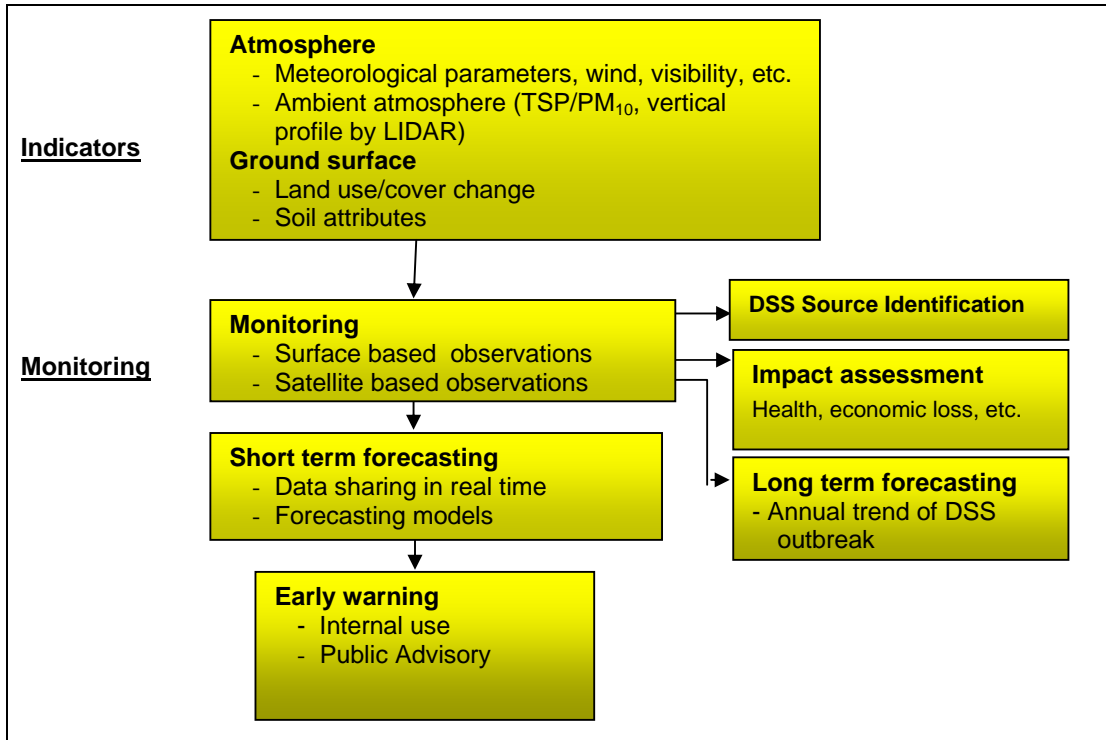 Indicators
Atmosphere
- Meteorological parameters, wind, visibility, etc.
- Ambient atmosphere (TSP/PM₁₀, vertical
profile by LIDAR)
Ground surface
- Land use/cover change
- Soil attributes
Monitoring
Monitoring
- Surface based observations
- Satellite based observations
DSS Source Identification
Impact assessment
Health, economic loss, etc.
Long term forecasting
- Annual trend of DSS
outbreak
Short term forecasting
- Data sharing in real time
- Forecasting models
Early warning
- Internal use
- Public Advisory